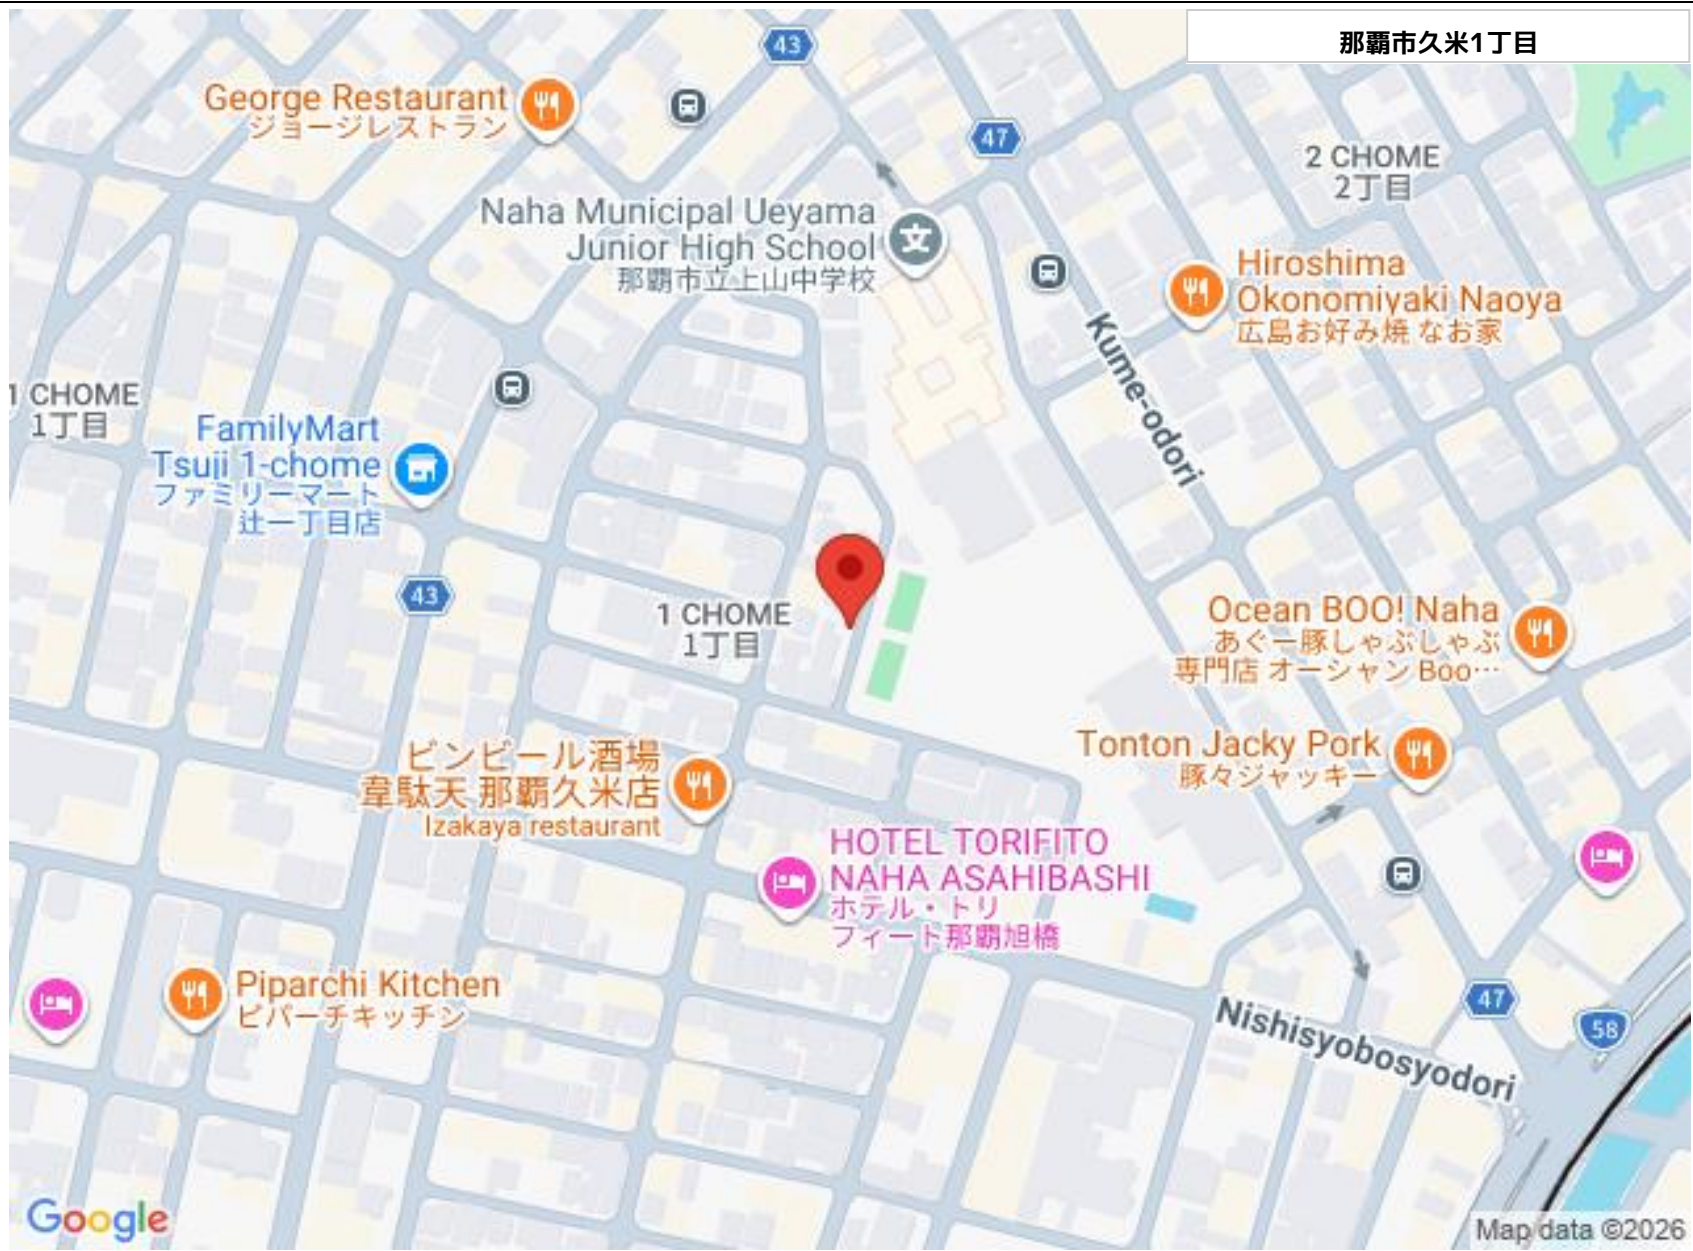 那覇市久米1丁目
43
George Restaurant
ジョージレストラン
47
2 CHOME
2丁目
Naha Municipal Ueyama
Junior High School
那覇市立上山中学校
Hiroshima
Okonomiyaki Naoya
広島お好み焼 なお家
Kume-odori
1 CHOME
1丁目
FamilyMart
Tsuji 1-chome
ファミリーマート
辻一丁目店
43
1 CHOME
1丁目
Ocean BOO! Naha
あぐー豚しゃぶしゃぶ
専門店 オーシャン Boo…
Tonton Jacky Pork
豚々ジャッキー
ビンビール酒場
韋駄天 那覇久米店
Izakaya restaurant
HOTEL TORIFITO
NAHA ASAHIBASHI
ホテル・トリ
フィート那覇旭橋
Piparchi Kitchen
ピパーチキッチン
47
58
Nishisyobosyodori
Google
Map data ©2026